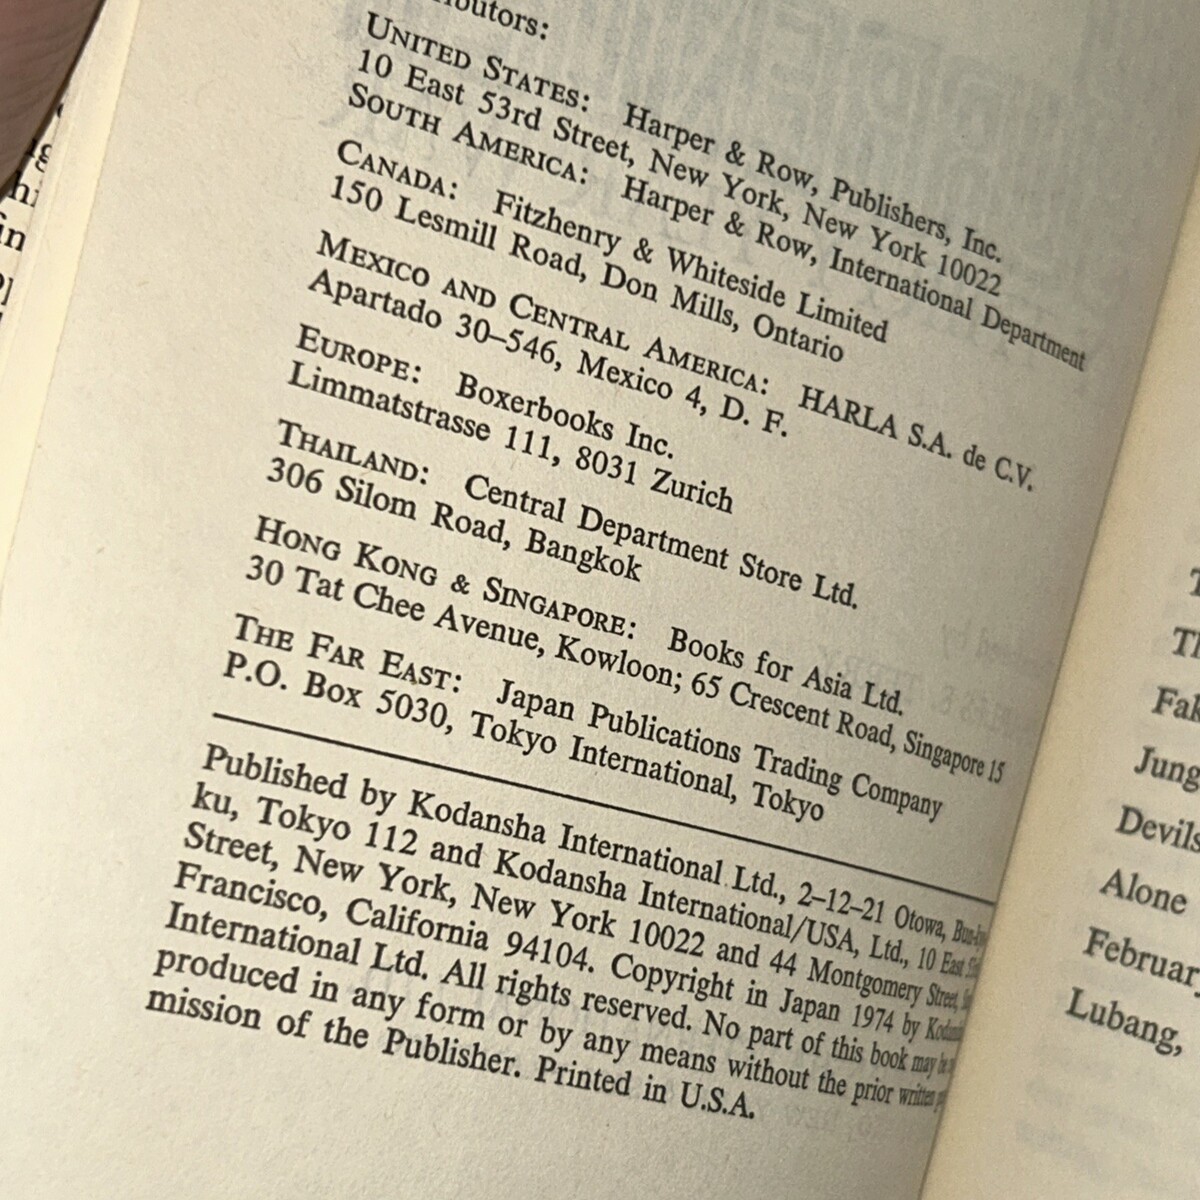 UNITED STATES: Harper & Row, Publishers, Inc.
10 East 53rd Street, New York, New York 10022
SOUTH AMERICA: Harper & Row, International Department
CANADA: Fitzhenry & Whiteside Limited
150 Lesmill Road, Don Mills, Ontario
MEXICO AND CENTRAL AMERICA: HARLA S.A. de C.V.
Apartado 30–546, Mexico 4, D. F.
EUROPE: Boxerbooks Inc.
Limmatstrasse 111, 8031 Zurich
THAILAND: Central Department Store Ltd.
306 Silom Road, Bangkok
HONG KONG & SINGAPORE: Books for Asia Ltd.
30 Tat Chee Avenue, Kowloon; 65 Crescent Road, Singapore 15
THE FAR EAST: Japan Publications Trading Company
P.O. Box 5030, Tokyo International, Tokyo
Published by Kodansha International Ltd., 2–12–21 Otowa,
ku, Tokyo 112 and Kodansha International/USA, Ltd., 10 East
Street, New York, New York 10022 and 44 Montgomery Street,
Francisco, California 94104. Copyright in Japan 1974 by
International Ltd. All rights reserved. No part of this book may
produced in any form or by any means without the prior written
mission of the Publisher. Printed in U.S.A.
Jung
Devils
Alone
Lubang,